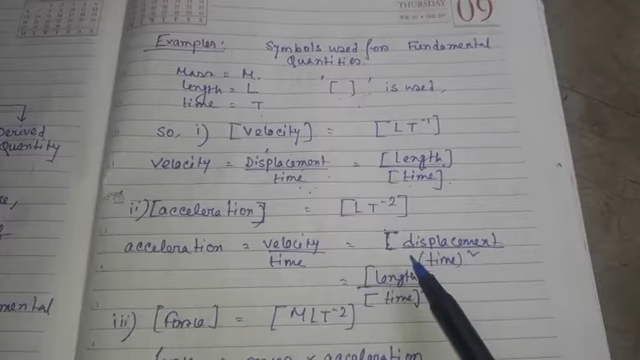 THURSDAY
09
Examples: Symbols used for Fundamental
Quantities.
Mass = M.
length = L '[ ]' is used.
time = T
so, i) [velocity] = [LT⁻¹]
velocity = Displacement/time = [length]/[time]
ii) [acceleration] = [LT⁻²]
acceleration = velocity/time = [displacement/(time)²
= [length/[time]
iii) [force] = [MLT⁻²]
Derived
Quantity